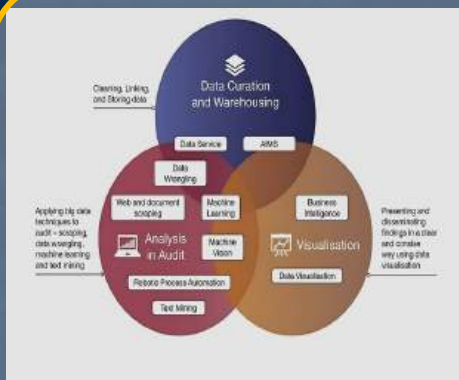 Data Curation
and Warehousing
Cleaning, Linking,
and Storing data
Data Service
AIMS
Data
Wrangling
Web and document
scraping
Machine
Learning
Business
Intelligence
Applying big data
techniques to
audit – scraping,
data wrangling,
machine learning
and text mining
Analysis
in Audit
Machine
Vision
Visualisation
Presenting and
disseminating
findings in a clear
and concise
way using data
visualisation
Robotic Process Automation
Data Visualisation
Text Mining